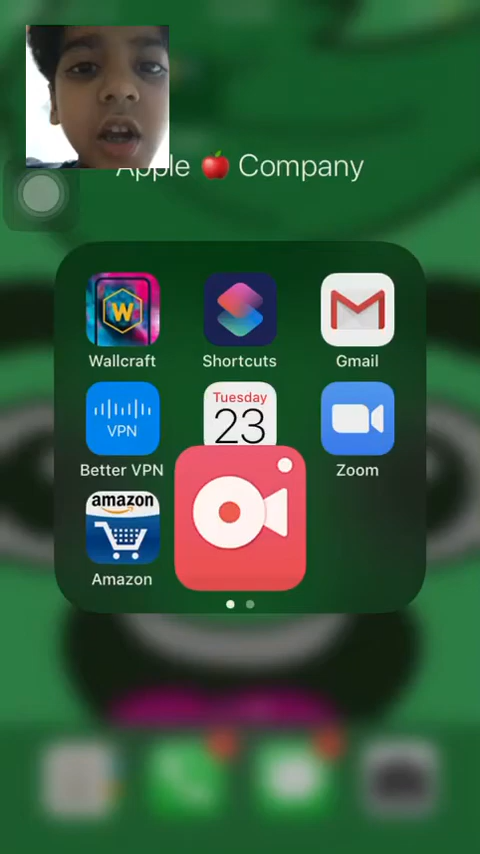 Apple 🍎 Company
W
Wallcraft
Shortcuts
Gmail
VPN
Better VPN
Tuesday
23
Zoom
amazon
Amazon